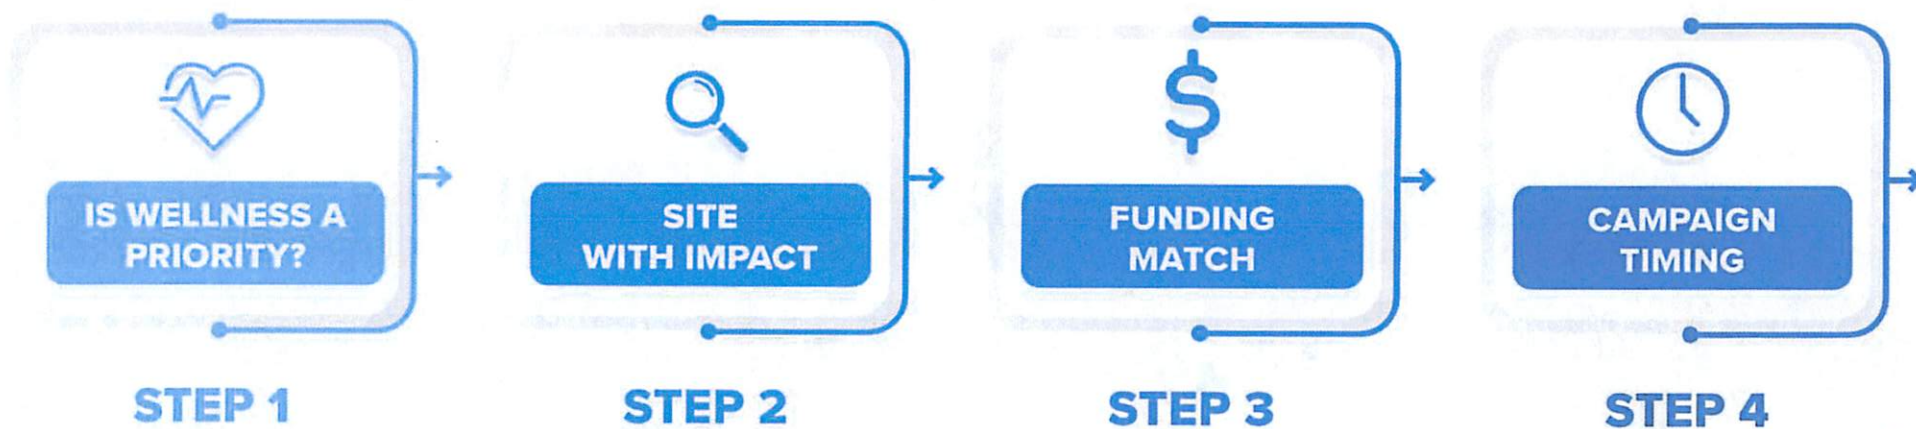 IS WELLNESS A
PRIORITY?
SITE
WITH IMPACT
$
FUNDING
MATCH
CAMPAIGN
TIMING
STEP 1
STEP 2
STEP 3
STEP 4